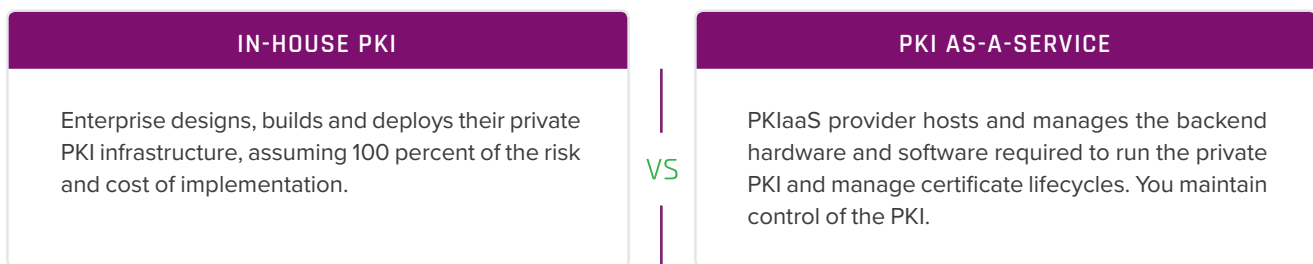 IN-HOUSE PKI
Enterprise designs, builds and deploys their private
PKI infrastructure, assuming 100 percent of the risk
and cost of implementation.
VS
PKI AS-A-SERVICE
PKIaaS provider hosts and manages the backend
hardware and software required to run the private
PKI and manage certificate lifecycles. You maintain
control of the PKI.